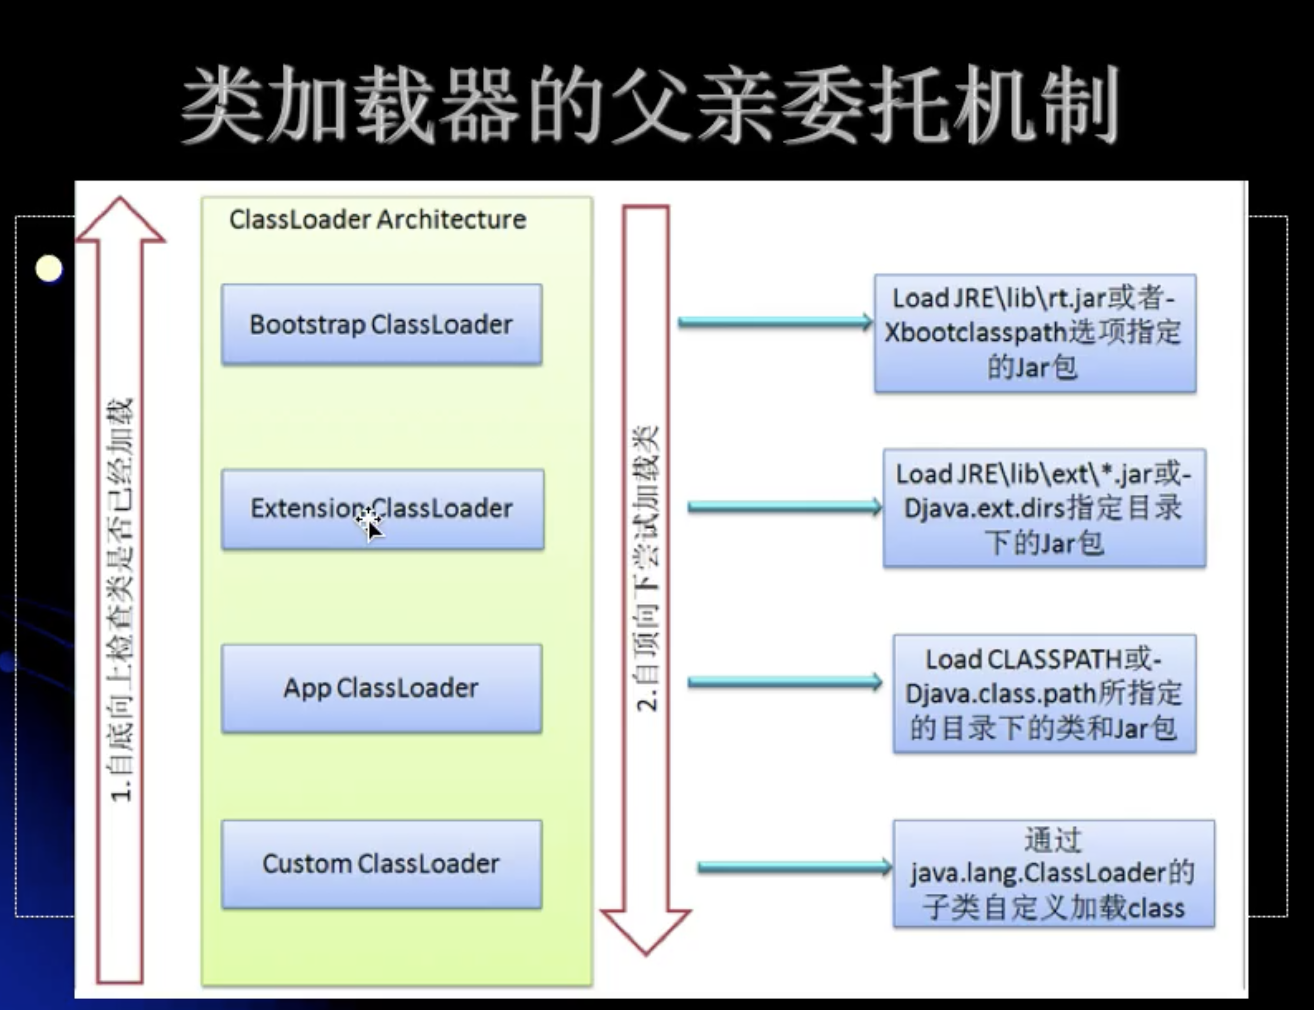 类加载器的父亲委托机制
1.自底向上检查类是否已经加载
ClassLoader Architecture
Bootstrap ClassLoader
Extension ClassLoader
App ClassLoader
Custom ClassLoader
2.自顶向下尝试加载类
Load JRE\lib\rt.jar或者-
Xbootclasspath选项指定
的Jar包
Load JRE\lib\ext\*.jar或-
Djava.ext.dirs指定目录
下的Jar包
Load CLASSPATH或-
Djava.class.path所指定
的目录下的类和Jar包
通过
java.lang.ClassLoader的
子类自定义加载class